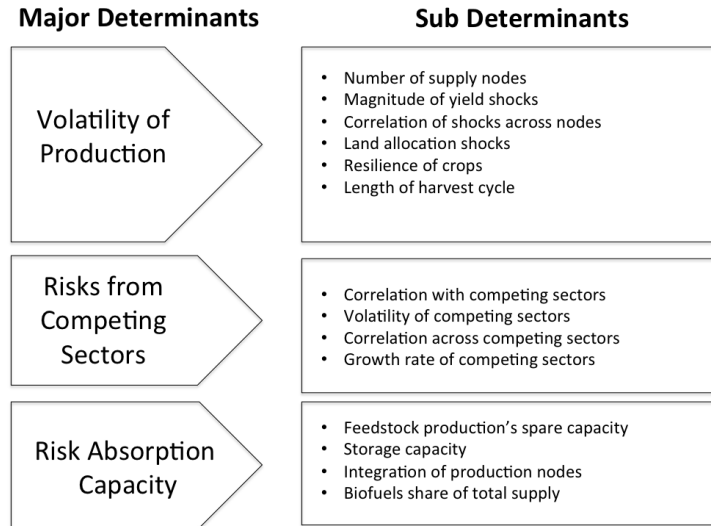 Major Determinants
Sub Determinants
Volatility of
Production
• Number of supply nodes
• Magnitude of yield shocks
• Correlation of shocks across nodes
• Land allocation shocks
• Resilience of crops
• Length of harvest cycle
Risks from
Competing
Sectors
• Correlation with competing sectors
• Volatility of competing sectors
• Correlation across competing sectors
• Growth rate of competing sectors
Risk Absorption
Capacity
• Feedstock production's spare capacity
• Storage capacity
• Integration of production nodes
• Biofuels share of total supply